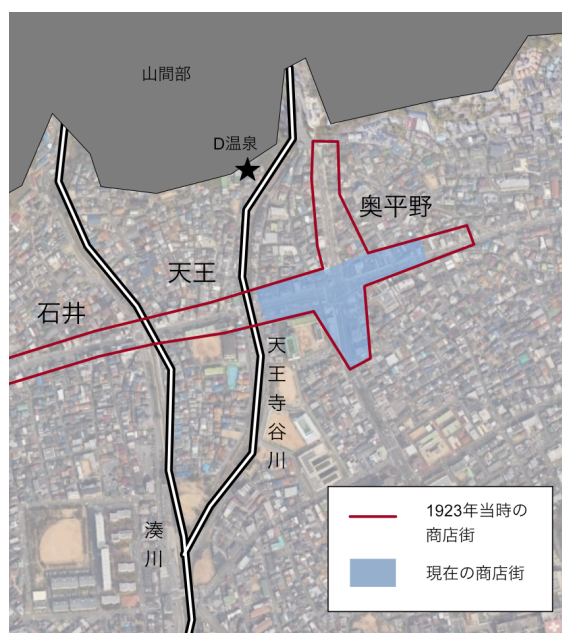 山間部
D温泉
奥平野
天王
石井
天王寺谷川
湊川
1923年当時の
商店街
現在の商店街